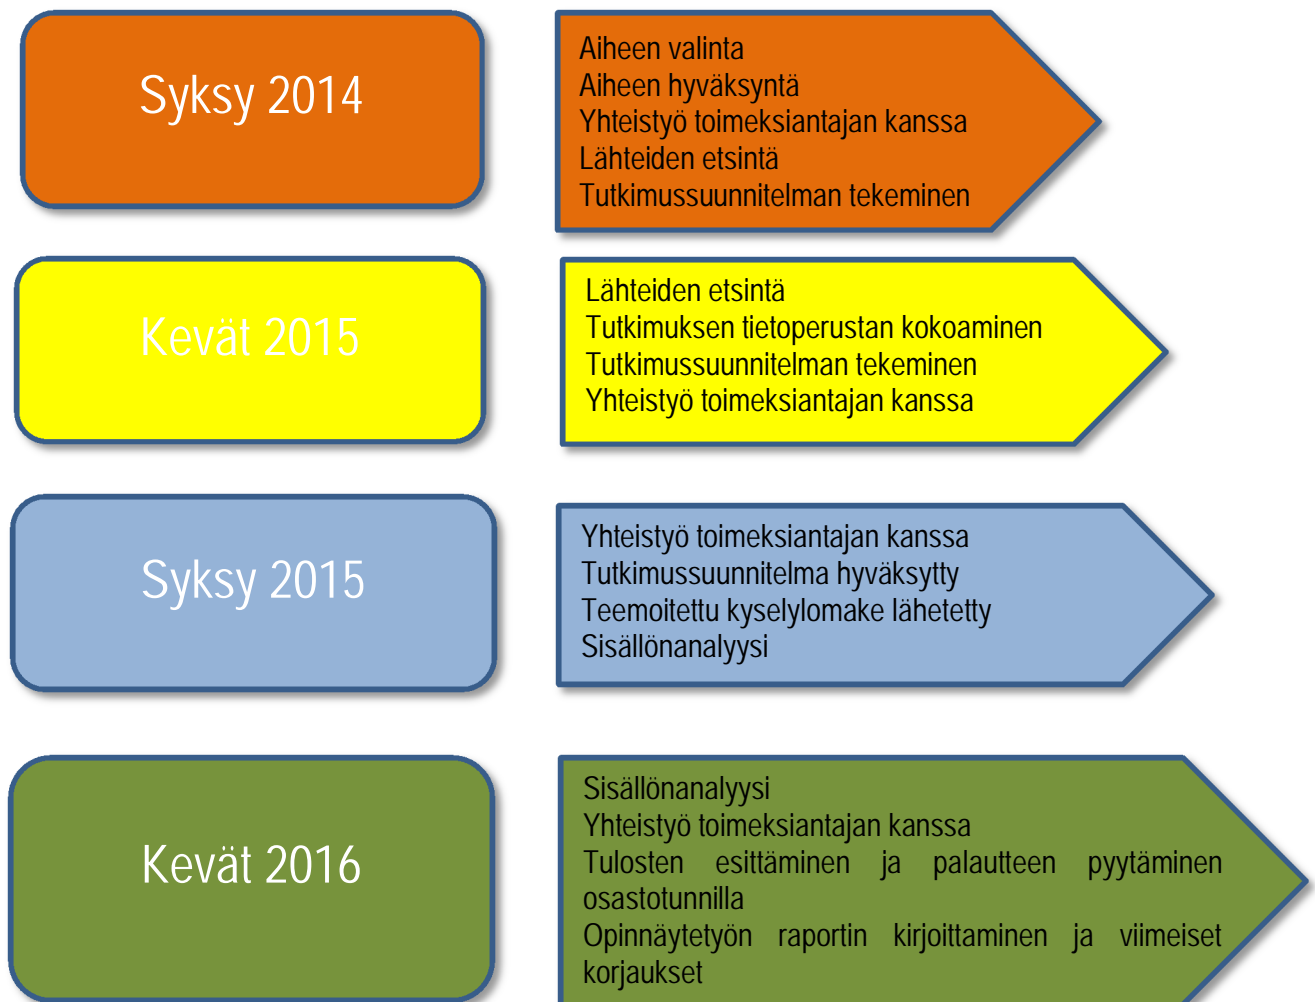 Syksy 2014
Aiheen valinta
Aiheen hyväksyntä
Yhteistyö toimeksiantajan kanssa
Lähteiden etsintä
Tutkimussuunnitelman tekeminen
Kevät 2015
Lähteiden etsintä
Tutkimuksen tietoperustan kokoaminen
Tutkimussuunnitelman tekeminen
Yhteistyö toimeksiantajan kanssa
Syksy 2015
Yhteistyö toimeksiantajan kanssa
Tutkimussuunnitelma hyväksytty
Teemoitettu kyselylomake lähetetty
Sisällönanalyysi
Kevät 2016
Sisällönanalyysi
Yhteistyö toimeksiantajan kanssa
Tulosten esittäminen ja palautteen pyytäminen
osastotunnilla
Opinnäytetyön raportin kirjoittaminen ja viimeiset
korjaukset